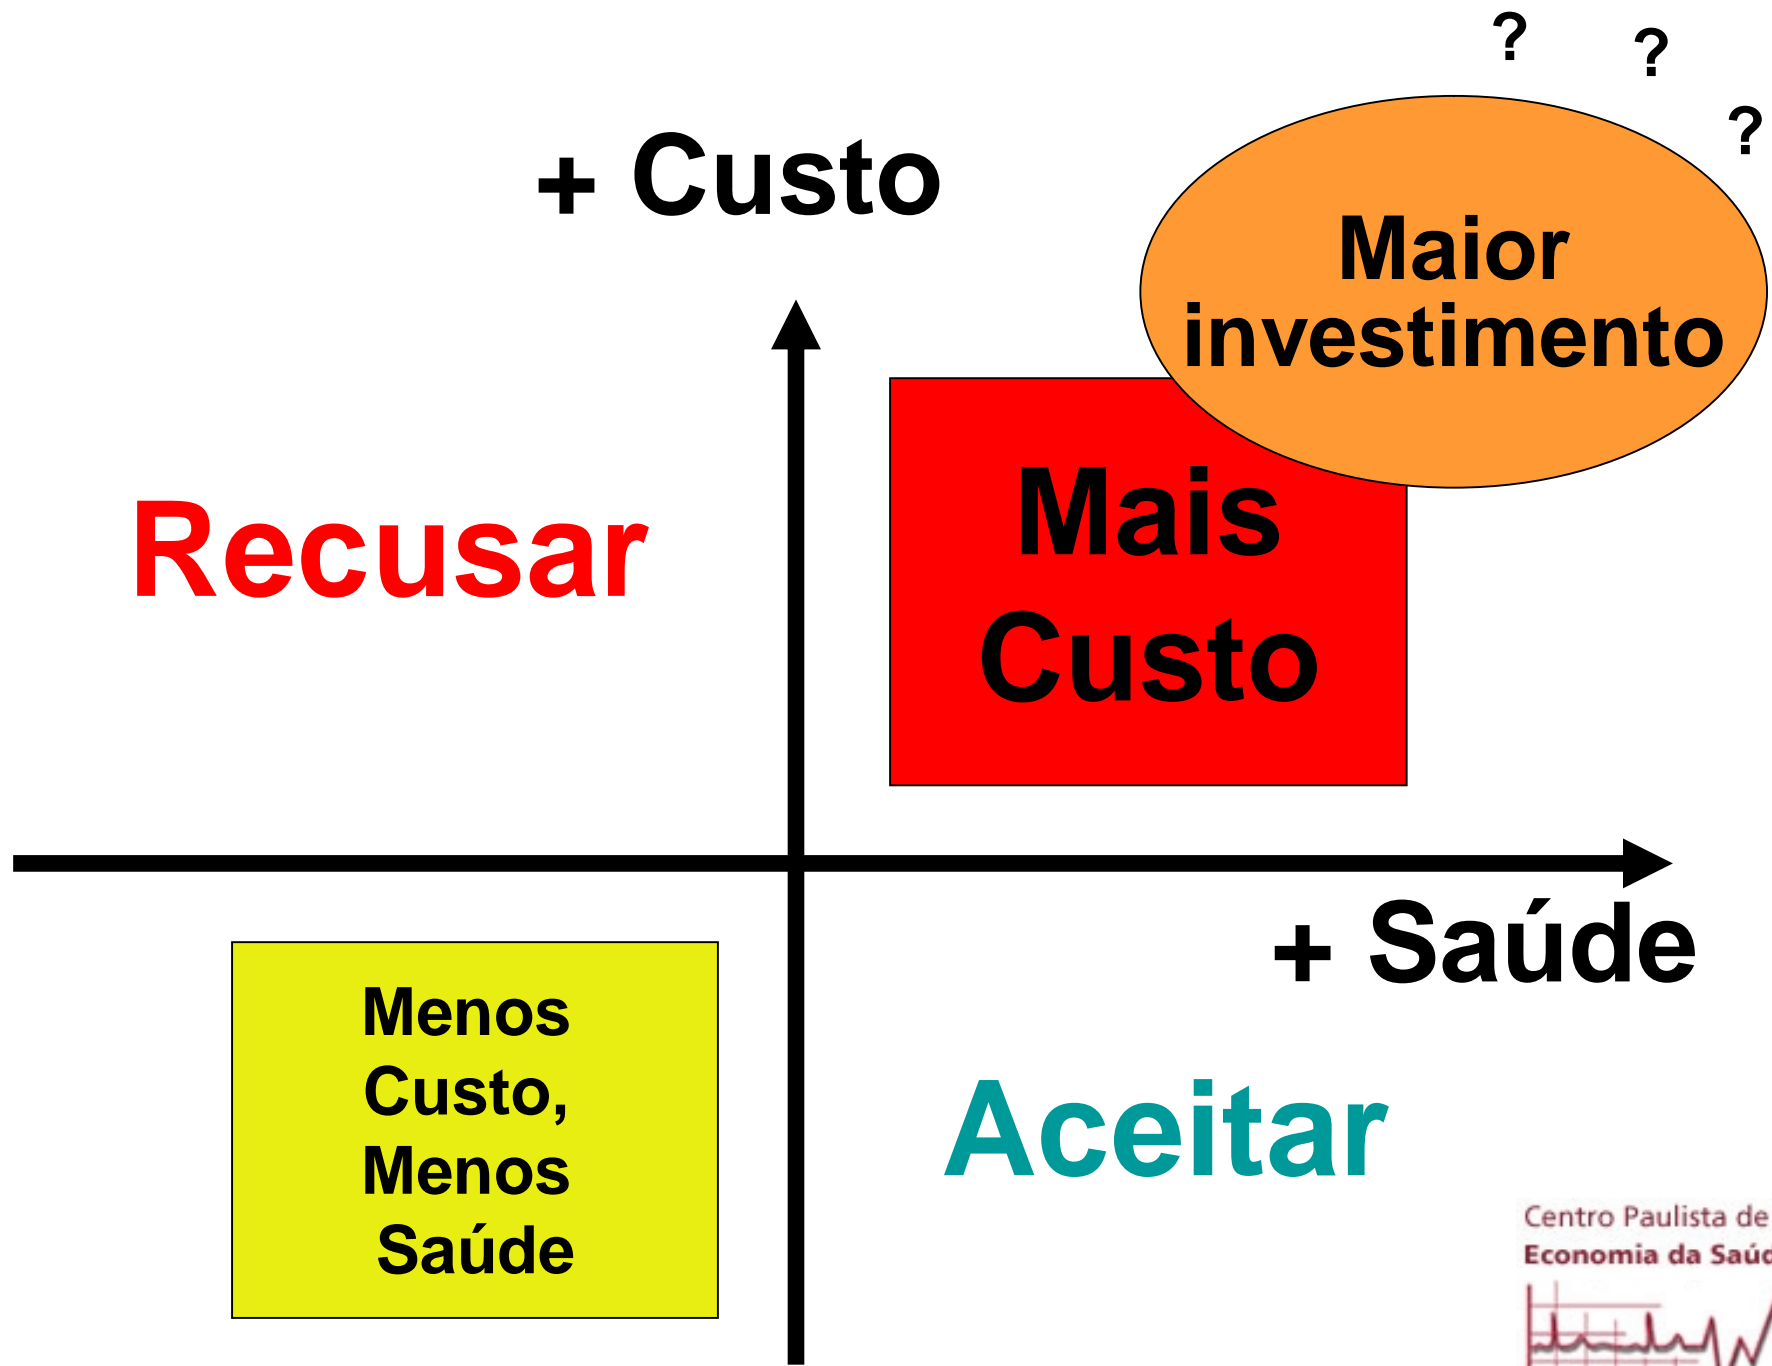 ?
?
?
+ Custo
Maior
investimento
Recusar
Mais
Custo
+ Saúde
Menos
Custo,
Menos
Saúde
Aceitar
Centro Paulista de
Economia da Saúd